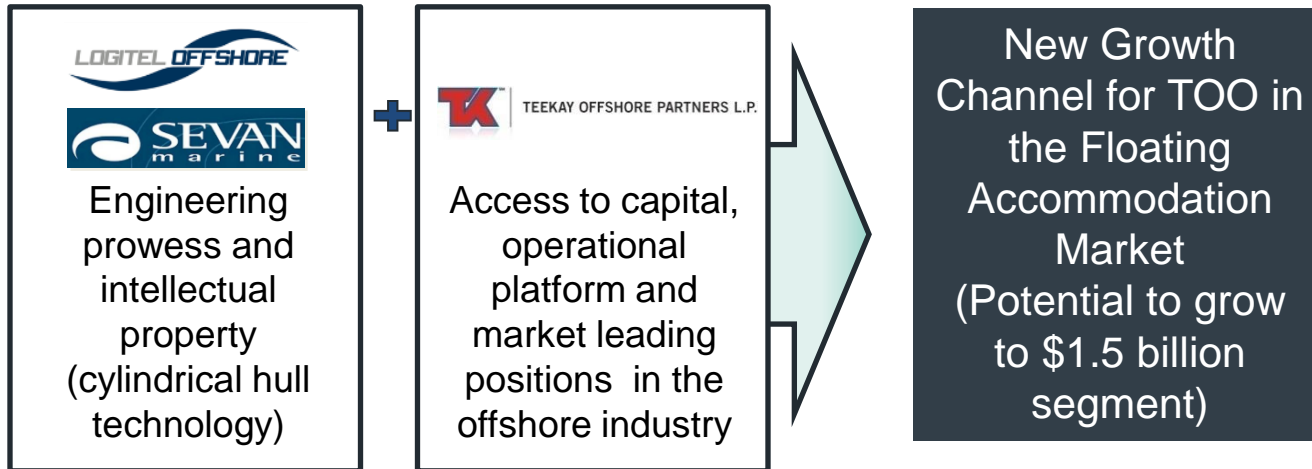 LOGITEL OFFSHORE
SEVAN
marine
Engineering
prowess and
intellectual
property
(cylindrical hull
technology)
TK
TEEKAY OFFSHORE PARTNERS L.P.
Access to capital,
operational
platform and
market leading
positions in the
offshore industry
New Growth
Channel for TOO in
the Floating
Accommodation
Market
(Potential to grow
to $1.5 billion
segment)